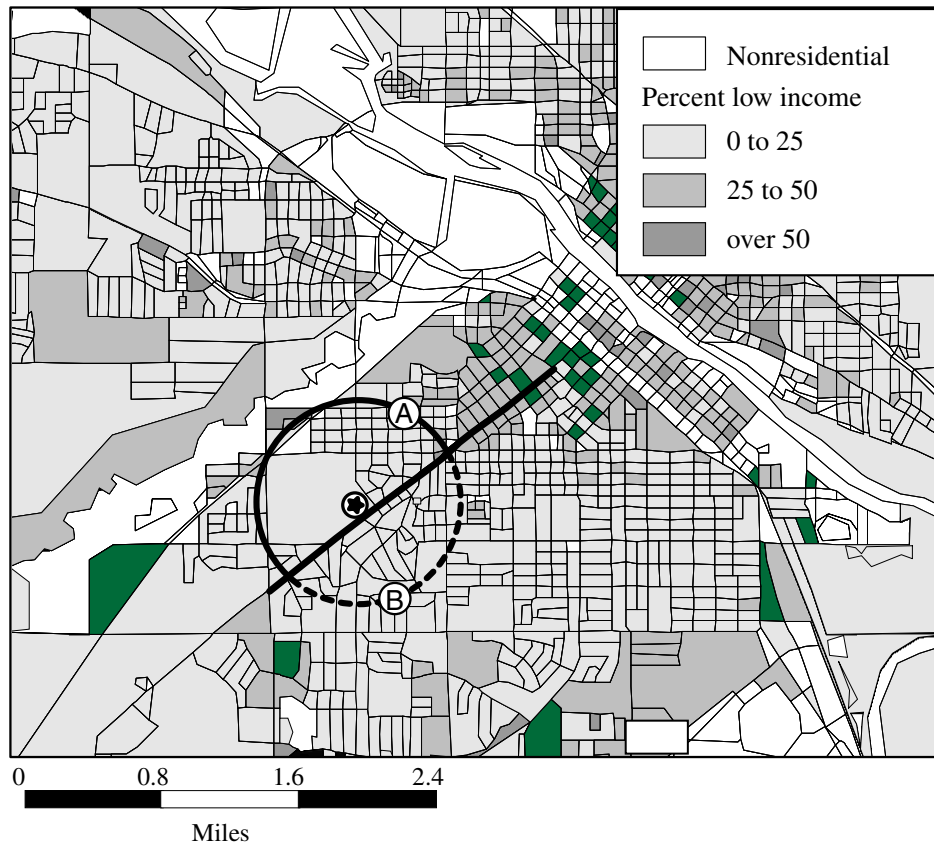 Nonresidential
Percent low income
0 to 25
25 to 50
over 50
A
B
0 0.8 1.6 2.4
Miles